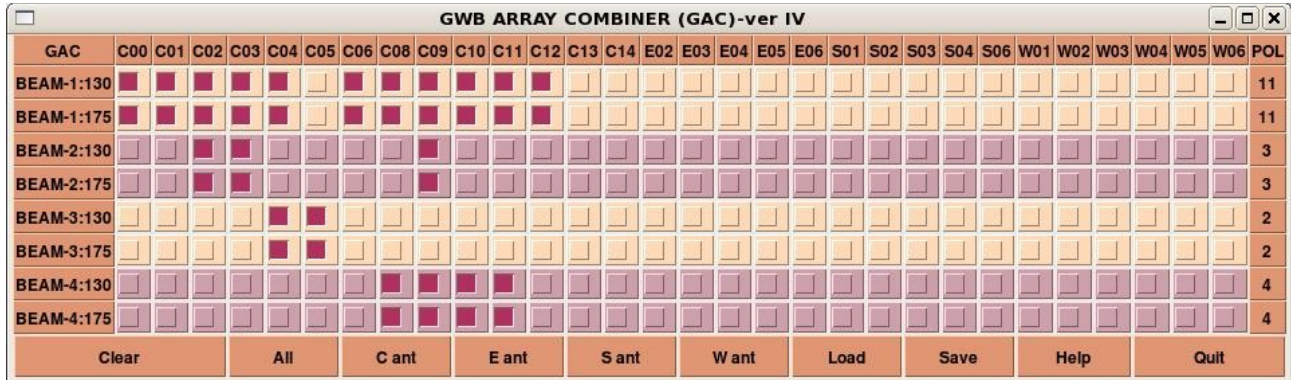 GWB ARRAY COMBINER (GAC)-ver IV
GAC C00 C01 C02 C03 C04 C05 C06 C08 C09 C10 C11 C12 C13 C14 E02 E03 E04 E05 E06 S01 S02 S03 S04 S06 W01 W02 W03 W04 W05 W06 POL
BEAM-1:130 11
BEAM-1:175 11
BEAM-2:130 3
BEAM-2:175 3
BEAM-3:130 2
BEAM-3:175 2
BEAM-4:130 4
BEAM-4:175 4
Clear All C ant E ant S ant W ant Load Save Help Quit